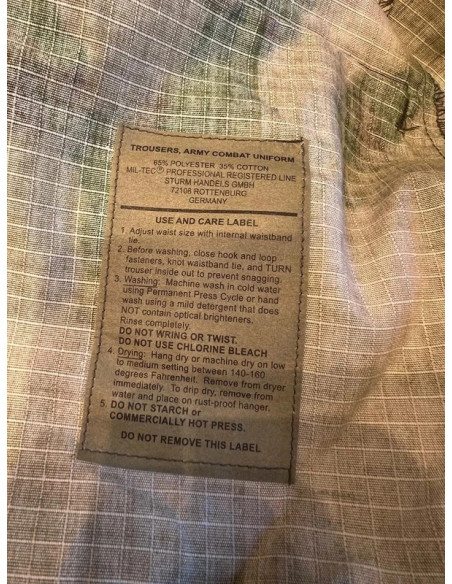 TROUSERS, ARMY COMBAT UNIFORM
65% POLYESTER 35% COTTON
MIL-TEC® PROFESSIONAL REGISTERED LINE
STURM HANDELS GMBH
72108 ROTTENBURG
GERMANY
USE AND CARE LABEL
1. Adjust waist size with internal waistband
tie.
2. Before washing, close hook and loop
fasteners, knot waistband tie, and TURN
trouser inside out to prevent snagging.
3. Washing: Machine wash in cold water
using Permanent Press Cycle or hand
wash using a mild detergent that does
NOT contain optical brighteners.
Rinse completely.
DO NOT WRING OR TWIST.
DO NOT USE CHLORINE BLEACH
4. Drying: Hang dry or machine dry on low
to medium setting between 140-160
degrees Fahrenheit. Remove from dryer
immediately. To drip dry, remove from
water and place on rust-proof hanger.
5. DO NOT STARCH or
COMMERCIALLY HOT PRESS.
DO NOT REMOVE THIS LABEL